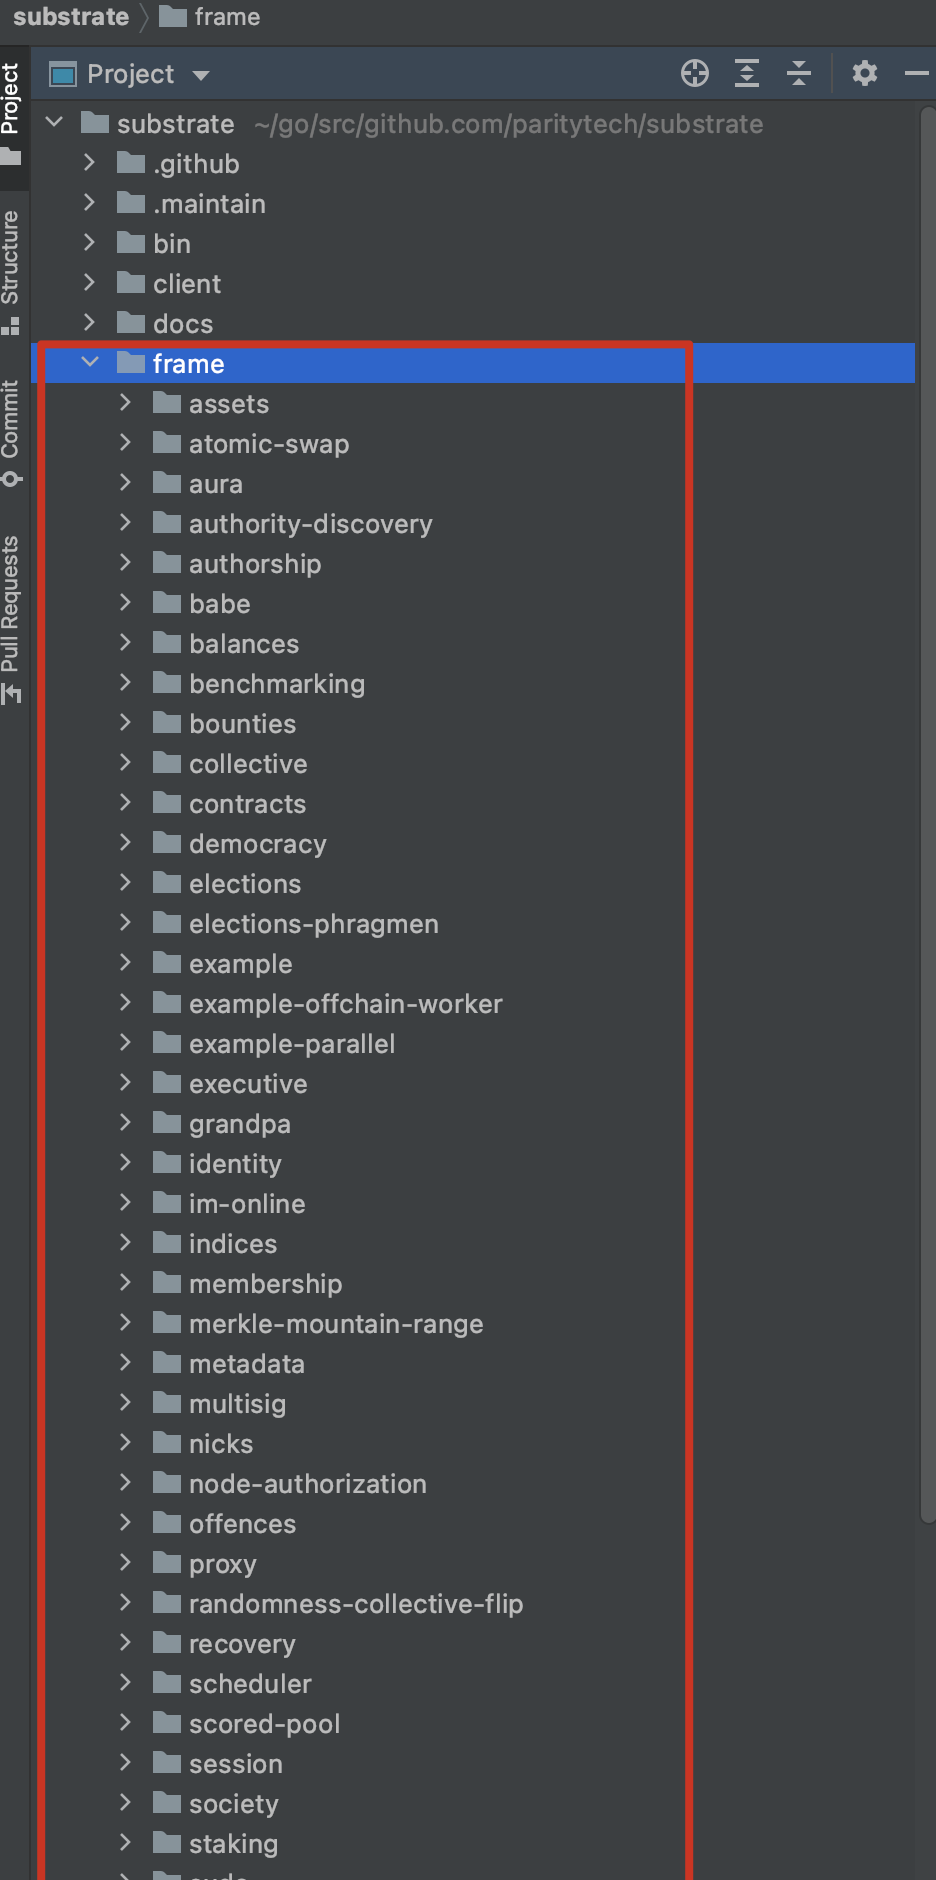 substrate frame
Project
substrate ~/go/src/github.com/paritytech/substrate
.github
.maintain
bin
client
docs
frame
assets
atomic-swap
aura
authority-discovery
authorship
babe
balances
benchmarking
bounties
collective
contracts
democracy
elections
elections-phragmen
example
example-offchain-worker
example-parallel
executive
grandpa
identity
im-online
indices
membership
merkle-mountain-range
metadata
multisig
nicks
node-authorization
offences
proxy
randomness-collective-flip
recovery
scheduler
scored-pool
session
society
staking
Project
Structure
Commit
Pull Requests